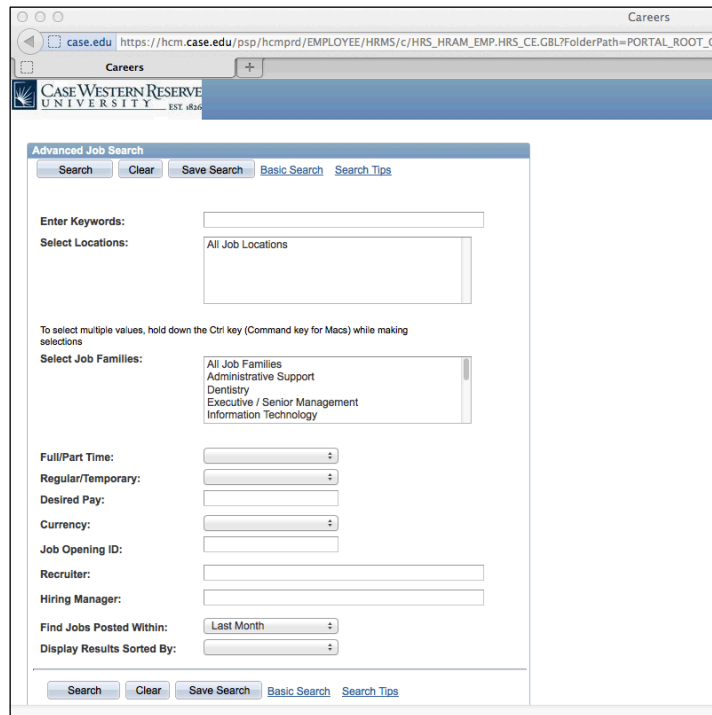 Careers
case.edu https://hcm.case.edu/psp/hcmprd/EMPLOYEE/HRMS/c/HRS_HRAM_EMP.HRS_CE.GBL?FolderPath=PORTAL_ROOT_
Careers +
CASE WESTERN RESERVE
UNIVERSITY EST. 1826
Advanced Job Search
Search Clear Save Search Basic Search Search Tips
Enter Keywords:
Select Locations: All Job Locations
To select multiple values, hold down the Ctrl key (Command key for Macs) while making
selections
Select Job Families: All Job Families
Administrative Support
Dentistry
Executive / Senior Management
Information Technology
Full/Part Time:
Regular/Temporary:
Desired Pay:
Currency:
Job Opening ID:
Recruiter:
Hiring Manager:
Find Jobs Posted Within: Last Month
Display Results Sorted By:
Search Clear Save Search Basic Search Search Tips